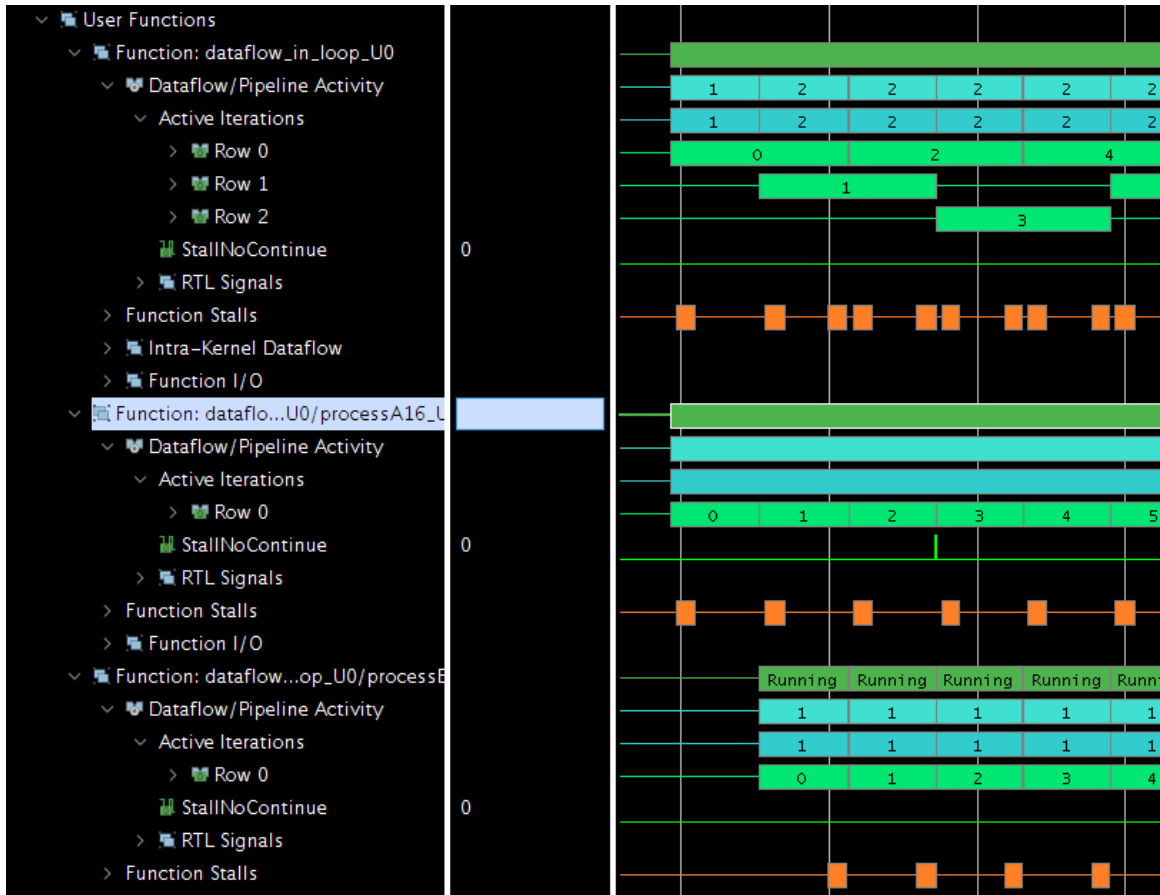 User Functions
Function: dataflow_in_loop_U0
Dataflow/Pipeline Activity
1 2 2 2 2 2
Active Iterations
1 2 2 2 2 2
Row 0
0 2 4
Row 1
1
Row 2
3
StallNoContinue 0
RTL Signals
Function Stalls
Intra-Kernel Dataflow
Function I/O
Function: dataflo...U0/processA16_U
Dataflow/Pipeline Activity
Active Iterations
Row 0
0 1 2 3 4 5
StallNoContinue 0
RTL Signals
Function Stalls
Function I/O
Function: dataflow...op_U0/processE
Running Running Running Running Runn
Dataflow/Pipeline Activity
1 1 1 1 1
Active Iterations
1 1 1 1 1
Row 0
0 1 2 3 4
StallNoContinue 0
RTL Signals
Function Stalls